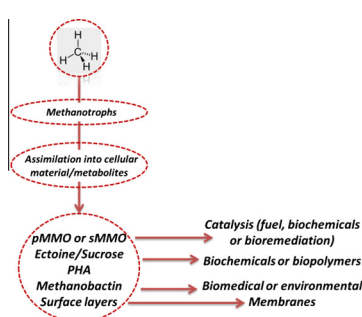 H
C
H
H
H
Methanotrophs
Assimilation into cellular
material/metabolites
pMMO or sMMO
Ectoine/Sucrose
PHA
Methanobactin
Surface layers
Catalysis (fuel, biochemicals
or bioremediation)
Biochemicals or biopolymers
Biomedical or environmental
Membranes